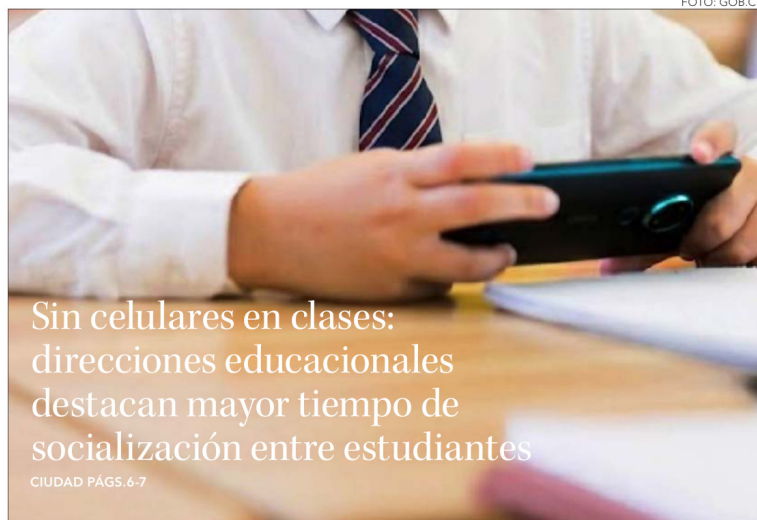 FOTO: GOB.C
Sin celulares en clases:
direcciones educacionales
destacan mayor tiempo de
socialización entre estudiantes
CIUDAD PÁGS.6-7